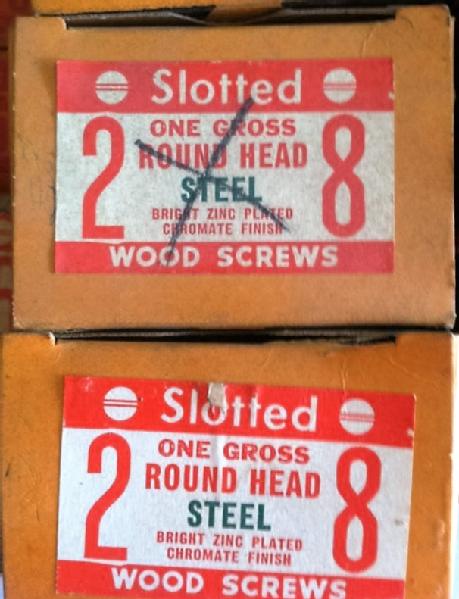 Slotted
ONE GROSS
2 ROUND HEAD 8
STEEL
BRIGHT ZINC PLATED
CHROMATE FINISH
WOOD SCREWS
Slotted
ONE GROSS
2 ROUND HEAD 8
STEEL
BRIGHT ZINC PLATED
CHROMATE FINISH
WOOD SCREWS